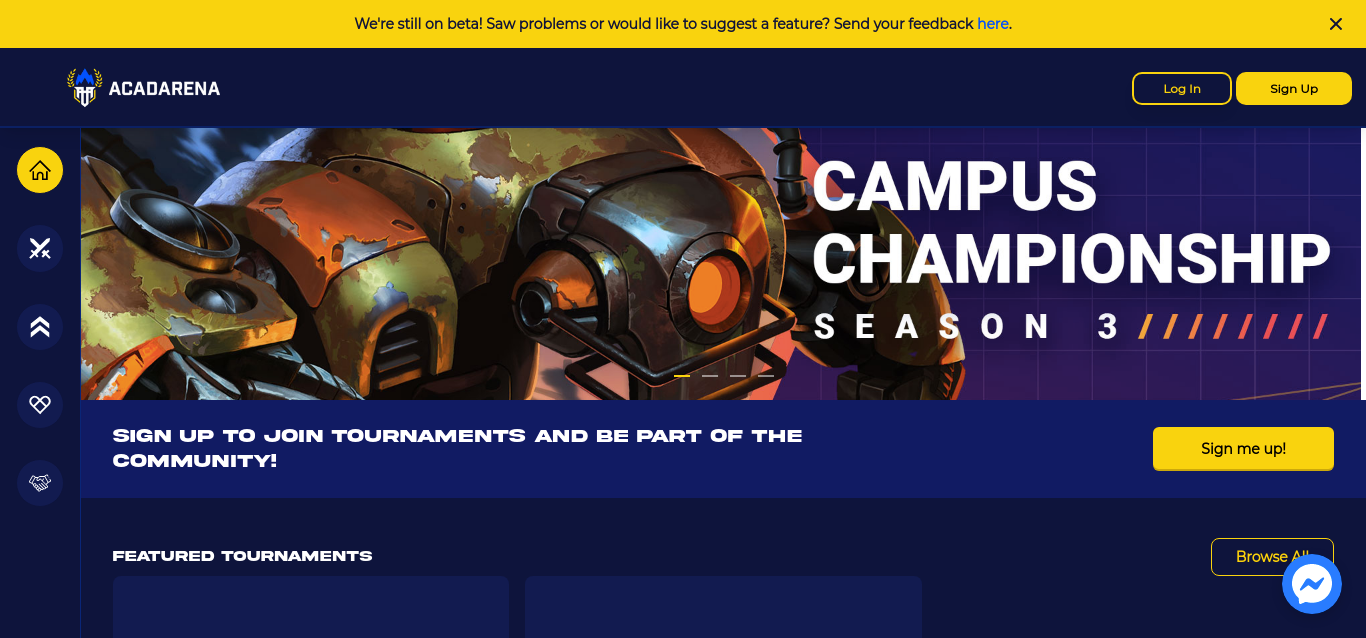 We're still on beta! Saw problems or would like to suggest a feature? Send your feedback here.
ACADARENA
Log In
Sign Up
CAMPUS
CHAMPIONSHIP
SEASON 3
SIGN UP TO JOIN TOURNAMENTS AND BE PART OF THE
COMMUNITY!
Sign me up!
FEATURED TOURNAMENTS
Browse All